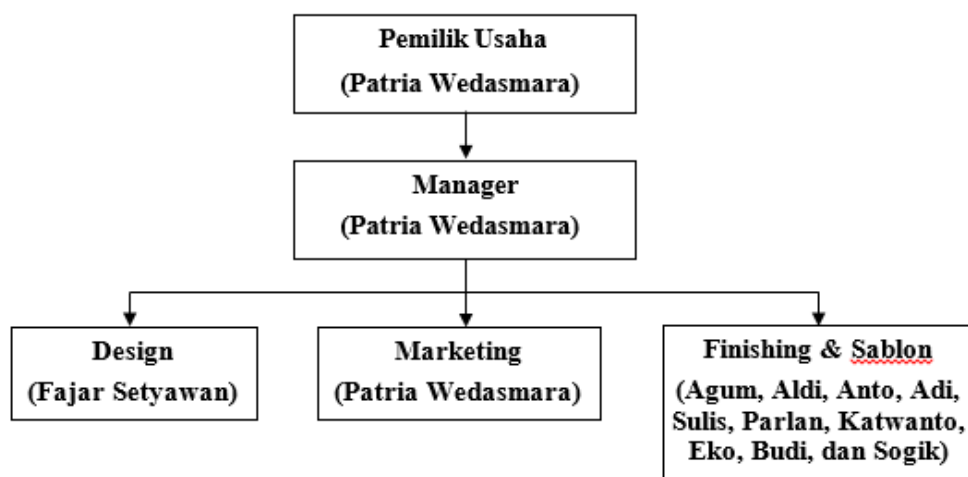 Pemilik Usaha
(Patria Wedasmara)
Manager
(Patria Wedasmara)
Design
(Fajar Setyawan)
Marketing
(Patria Wedasmara)
Finishing & Sablon
(Agum, Aldi, Anto, Adi,
Sulis, Parlan, Katwanto,
Eko, Budi, dan Sogik)